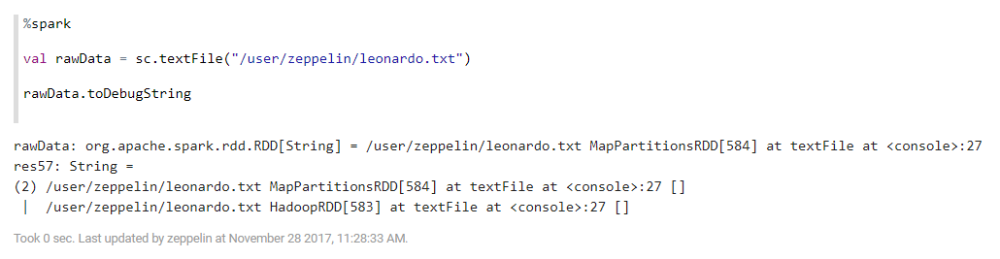 %spark
val rawData = sc.textFile("/user/zeppelin/leonardo.txt")
rawData.toDebugString
rawData: org.apache.spark.rdd.RDD[String] = /user/zeppelin/leonardo.txt MapPartitionsRDD[584] at textFile at <console>:27
res57: String =
(2) /user/zeppelin/leonardo.txt MapPartitionsRDD[584] at textFile at <console>:27 []
 |  /user/zeppelin/leonardo.txt HadoopRDD[583] at textFile at <console>:27 []
Took 0 sec. Last updated by zeppelin at November 28 2017, 11:28:33 AM.